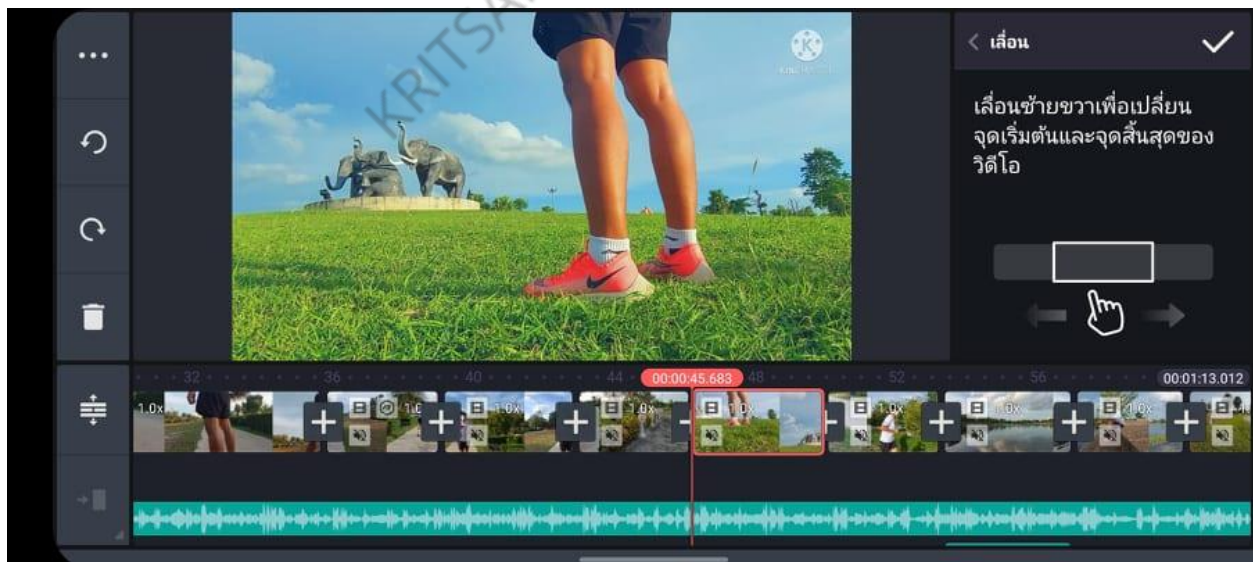 KRITSA
‹ เลื่อน
เลื่อนซ้ายขวาเพื่อเปลี่ยน
จุดเริ่มต้นและจุดสิ้นสุดของ
วิดีโอ
32 36 40 44 00:00:45.683 48 52 56 00:01:13.012
1.0x 1.0x 1.0x 1.0x 1.0x 1.0x 1.0x